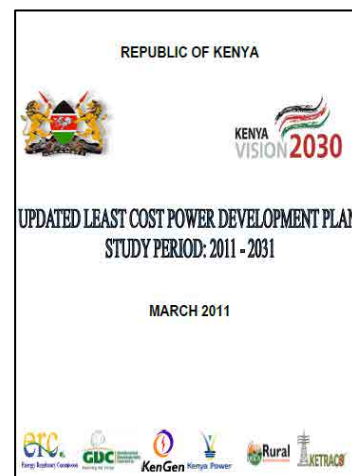 REPUBLIC OF KENYA
KENYA
VISION 2030
UPDATED LEAST COST POWER DEVELOPMENT PLAN
STUDY PERIOD: 2011 - 2031
MARCH 2011
erc.
Energy Regulatory Commission
GDC
KenGen
Kenya Power
Rural
KETRACO